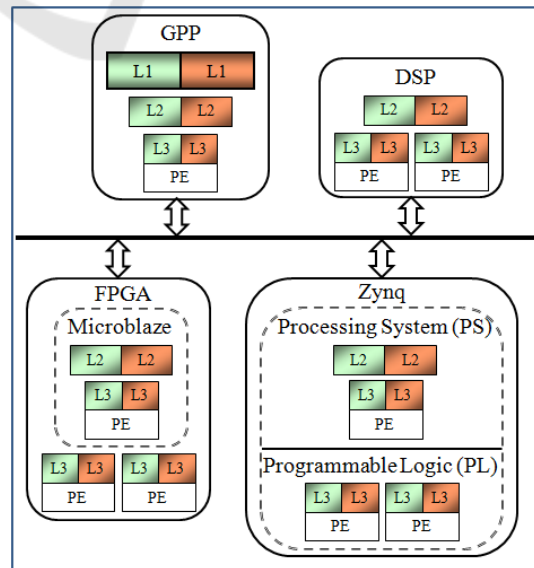 GPP
L1 L1
L2 L2
L3 L3
PE
DSP
L2 L2
L3 L3 L3 L3
PE PE
FPGA
Microblaze
L2 L2
L3 L3
PE
L3 L3 L3 L3
PE PE
Zynq
Processing System (PS)
L2 L2
L3 L3
PE
Programmable Logic (PL)
L3 L3 L3 L3
PE PE